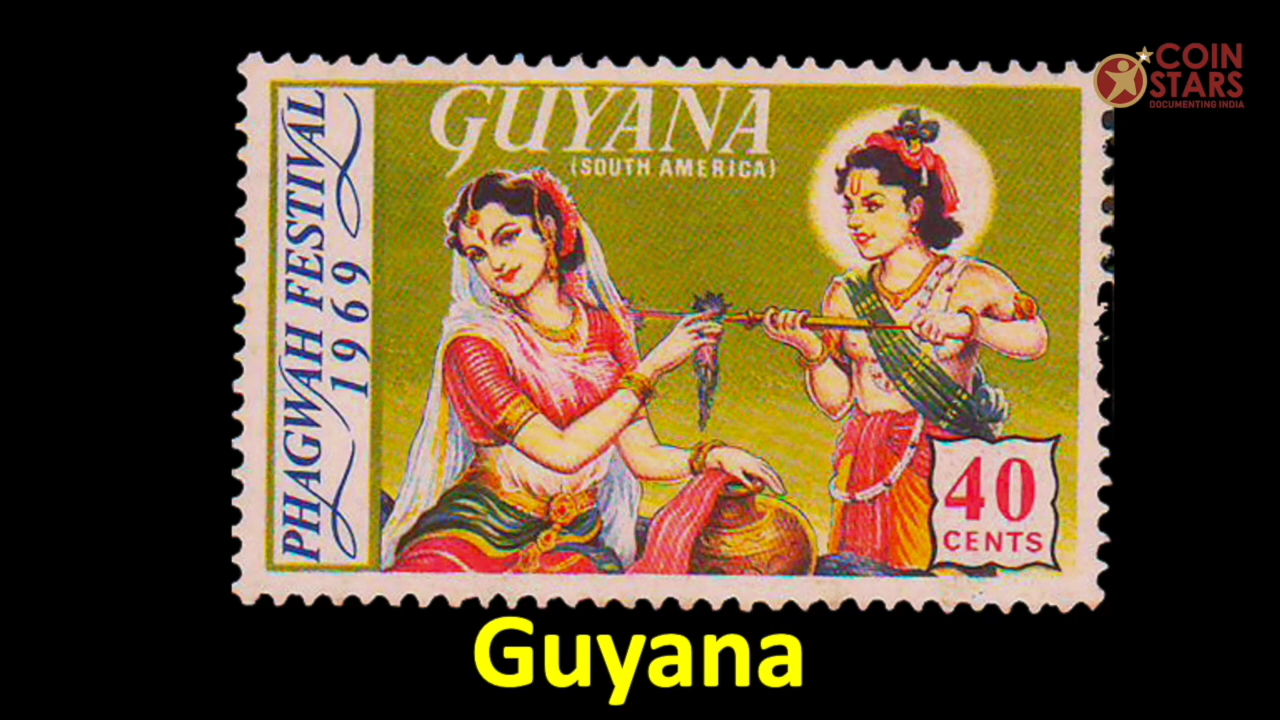 COIN
STARS
DOCUMENTING INDIA
PHAGWAH FESTIVAL
1969
GUYANA
(SOUTH AMERICA)
40
CENTS
Guyana